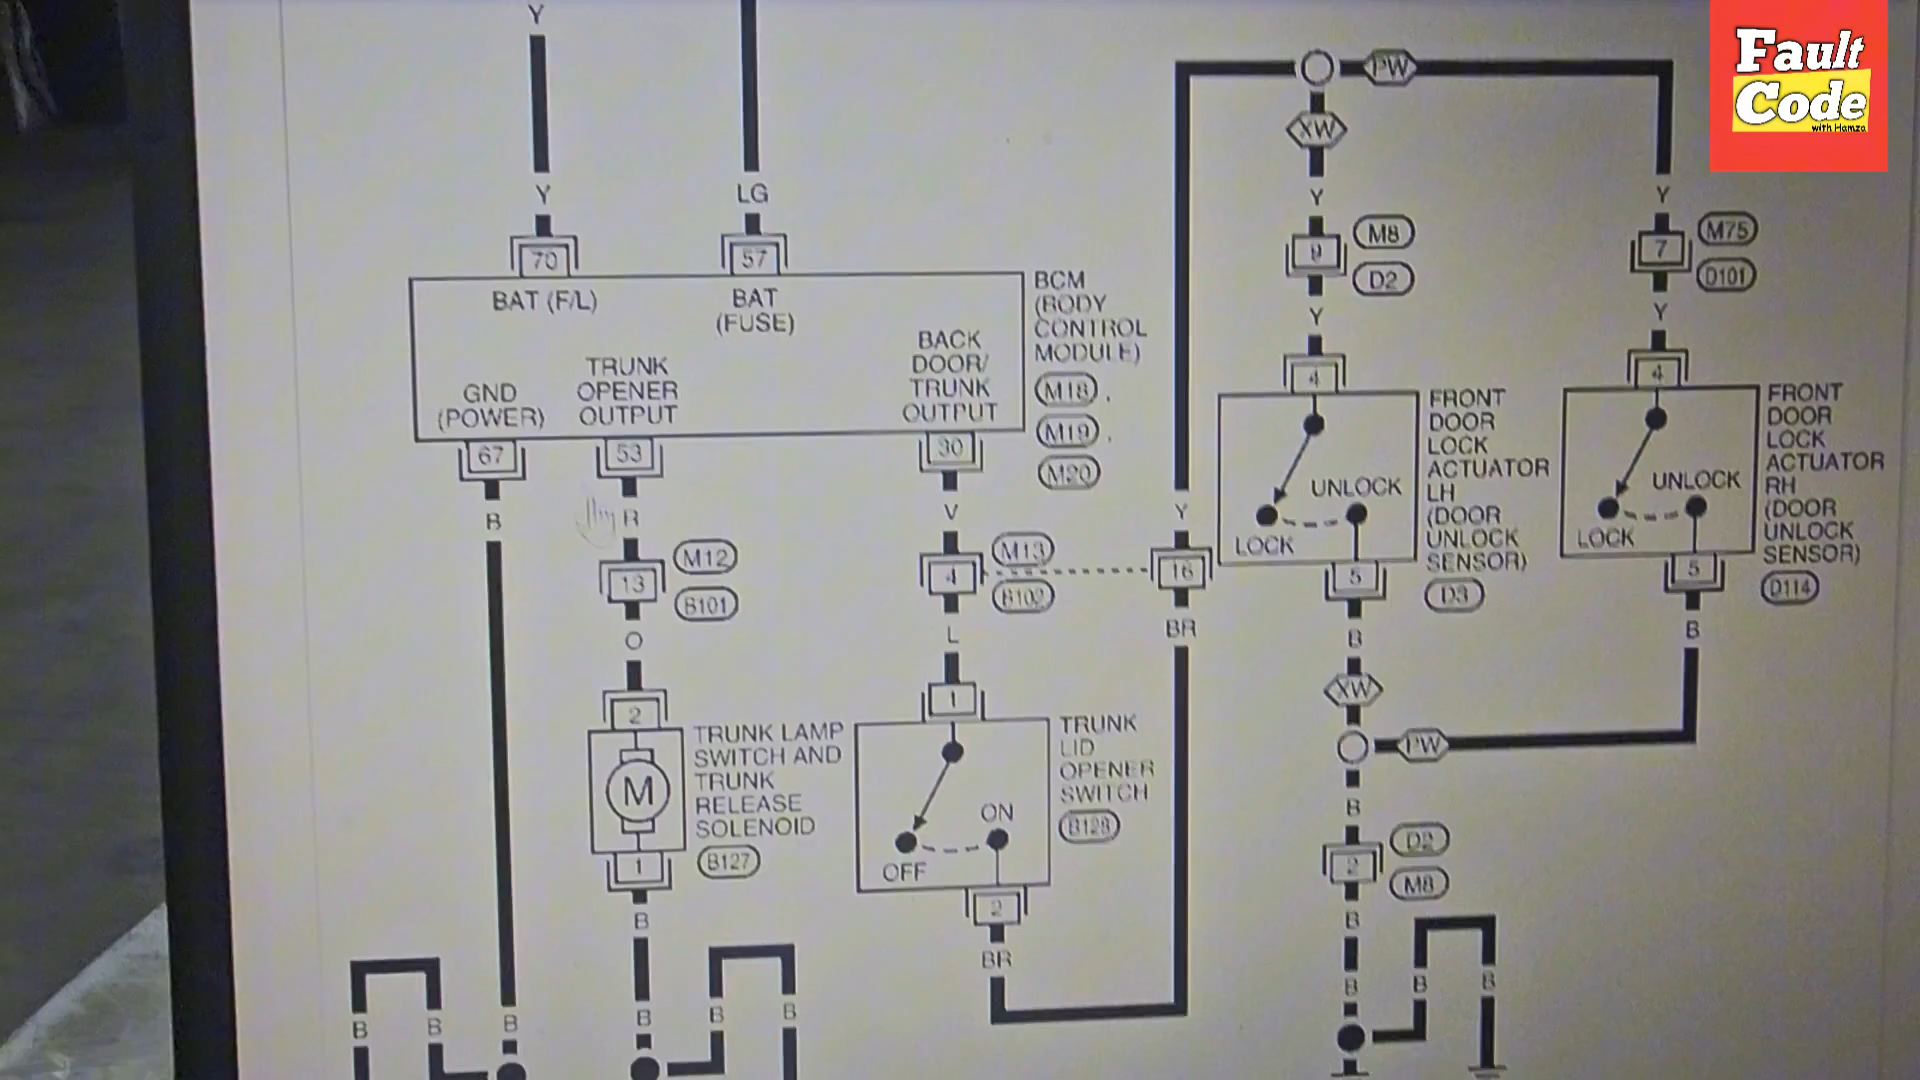 Fault
Code
with Hamza
Y
Y
LG
70
57
BAT (F/L)
BAT
(FUSE)
BCM
(BODY
CONTROL
MODULE)
M18 ,
M19 ,
M20
GND
(POWER)
TRUNK
OPENER
OUTPUT
BACK
DOOR/
TRUNK
OUTPUT
67
53
30
B
R
V
M12
13
B101
O
2
TRUNK LAMP
SWITCH AND
TRUNK
RELEASE
SOLENOID
M
B127
1
B
M13
4
B102
L
1
TRUNK
LID
OPENER
SWITCH
B128
ON
OFF
2
BR
Y
16
BR
PW
XW
Y
9
M8
D2
Y
4
FRONT
DOOR
LOCK
ACTUATOR
LH
(DOOR
UNLOCK
SENSOR)
D3
UNLOCK
LOCK
5
B
XW
PW
B
D2
2
M8
B
B
B
B
Y
7
M75
D101
Y
4
FRONT
DOOR
LOCK
ACTUATOR
RH
(DOOR
UNLOCK
SENSOR)
D114
UNLOCK
LOCK
5
B
B
B
B
B
B
B